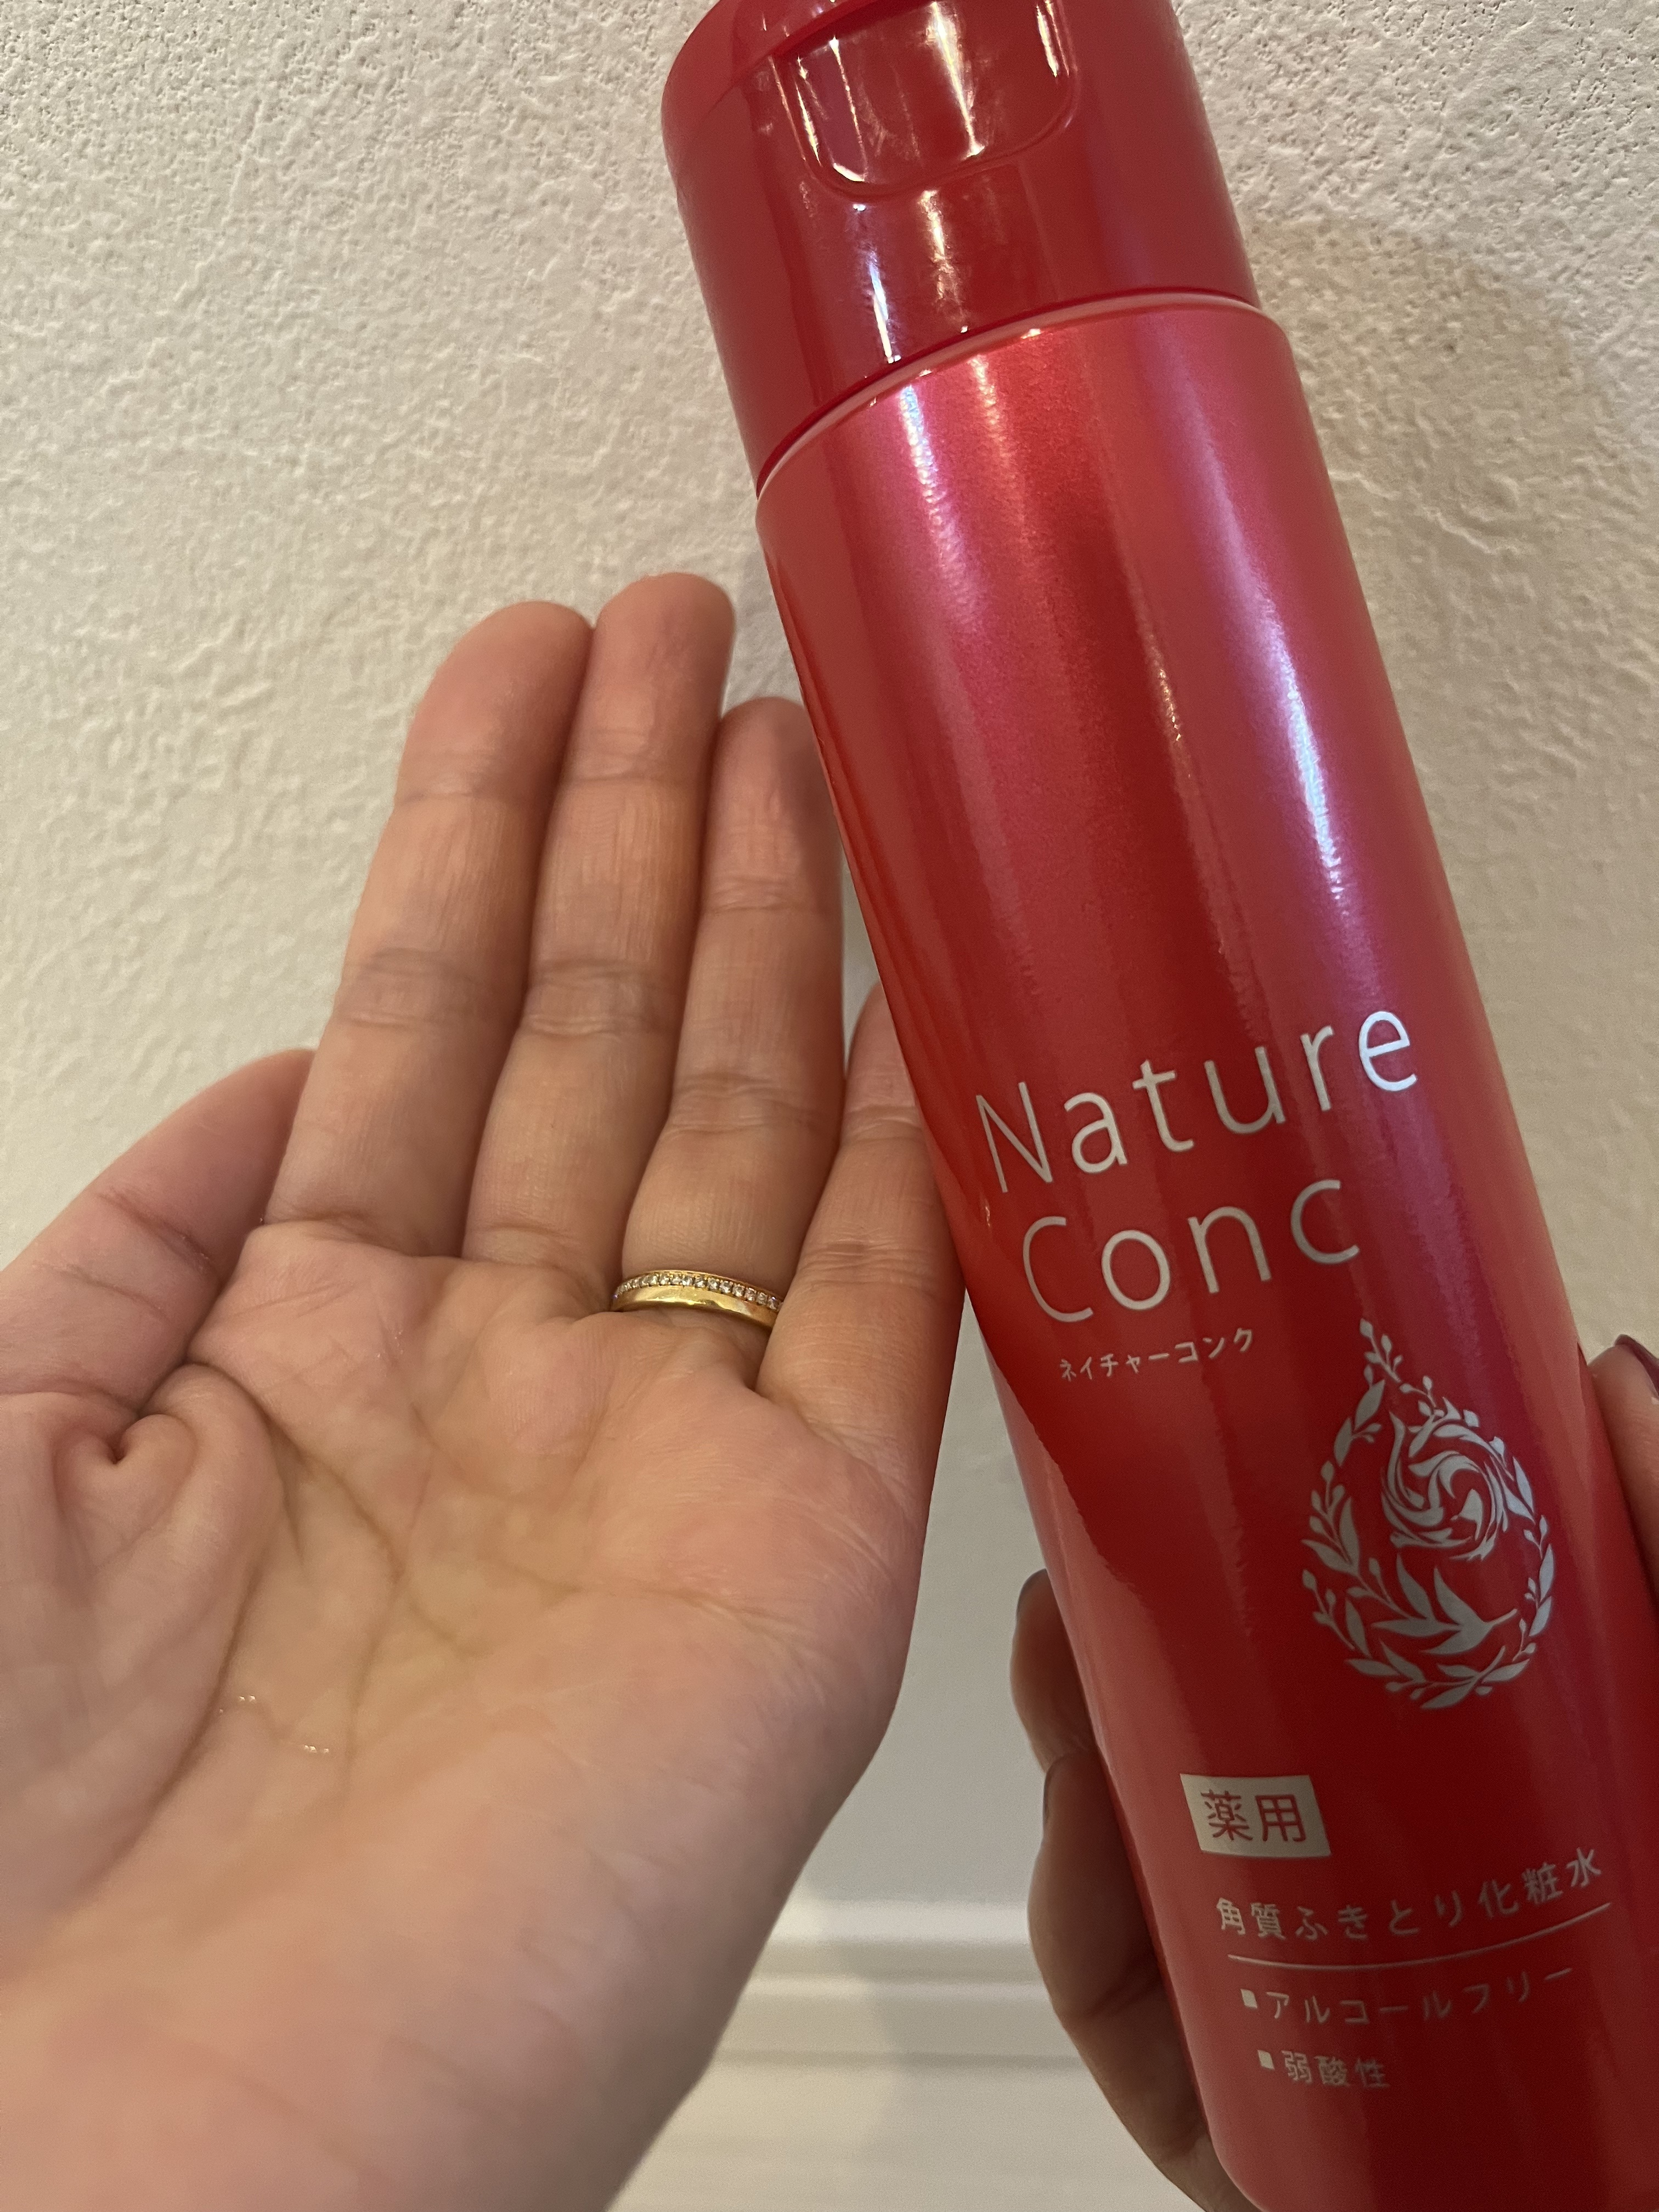 Nature
Conc
ネイチャーコンク
薬用
角質ふきとり化粧水
■アルコールフリー
■弱酸性